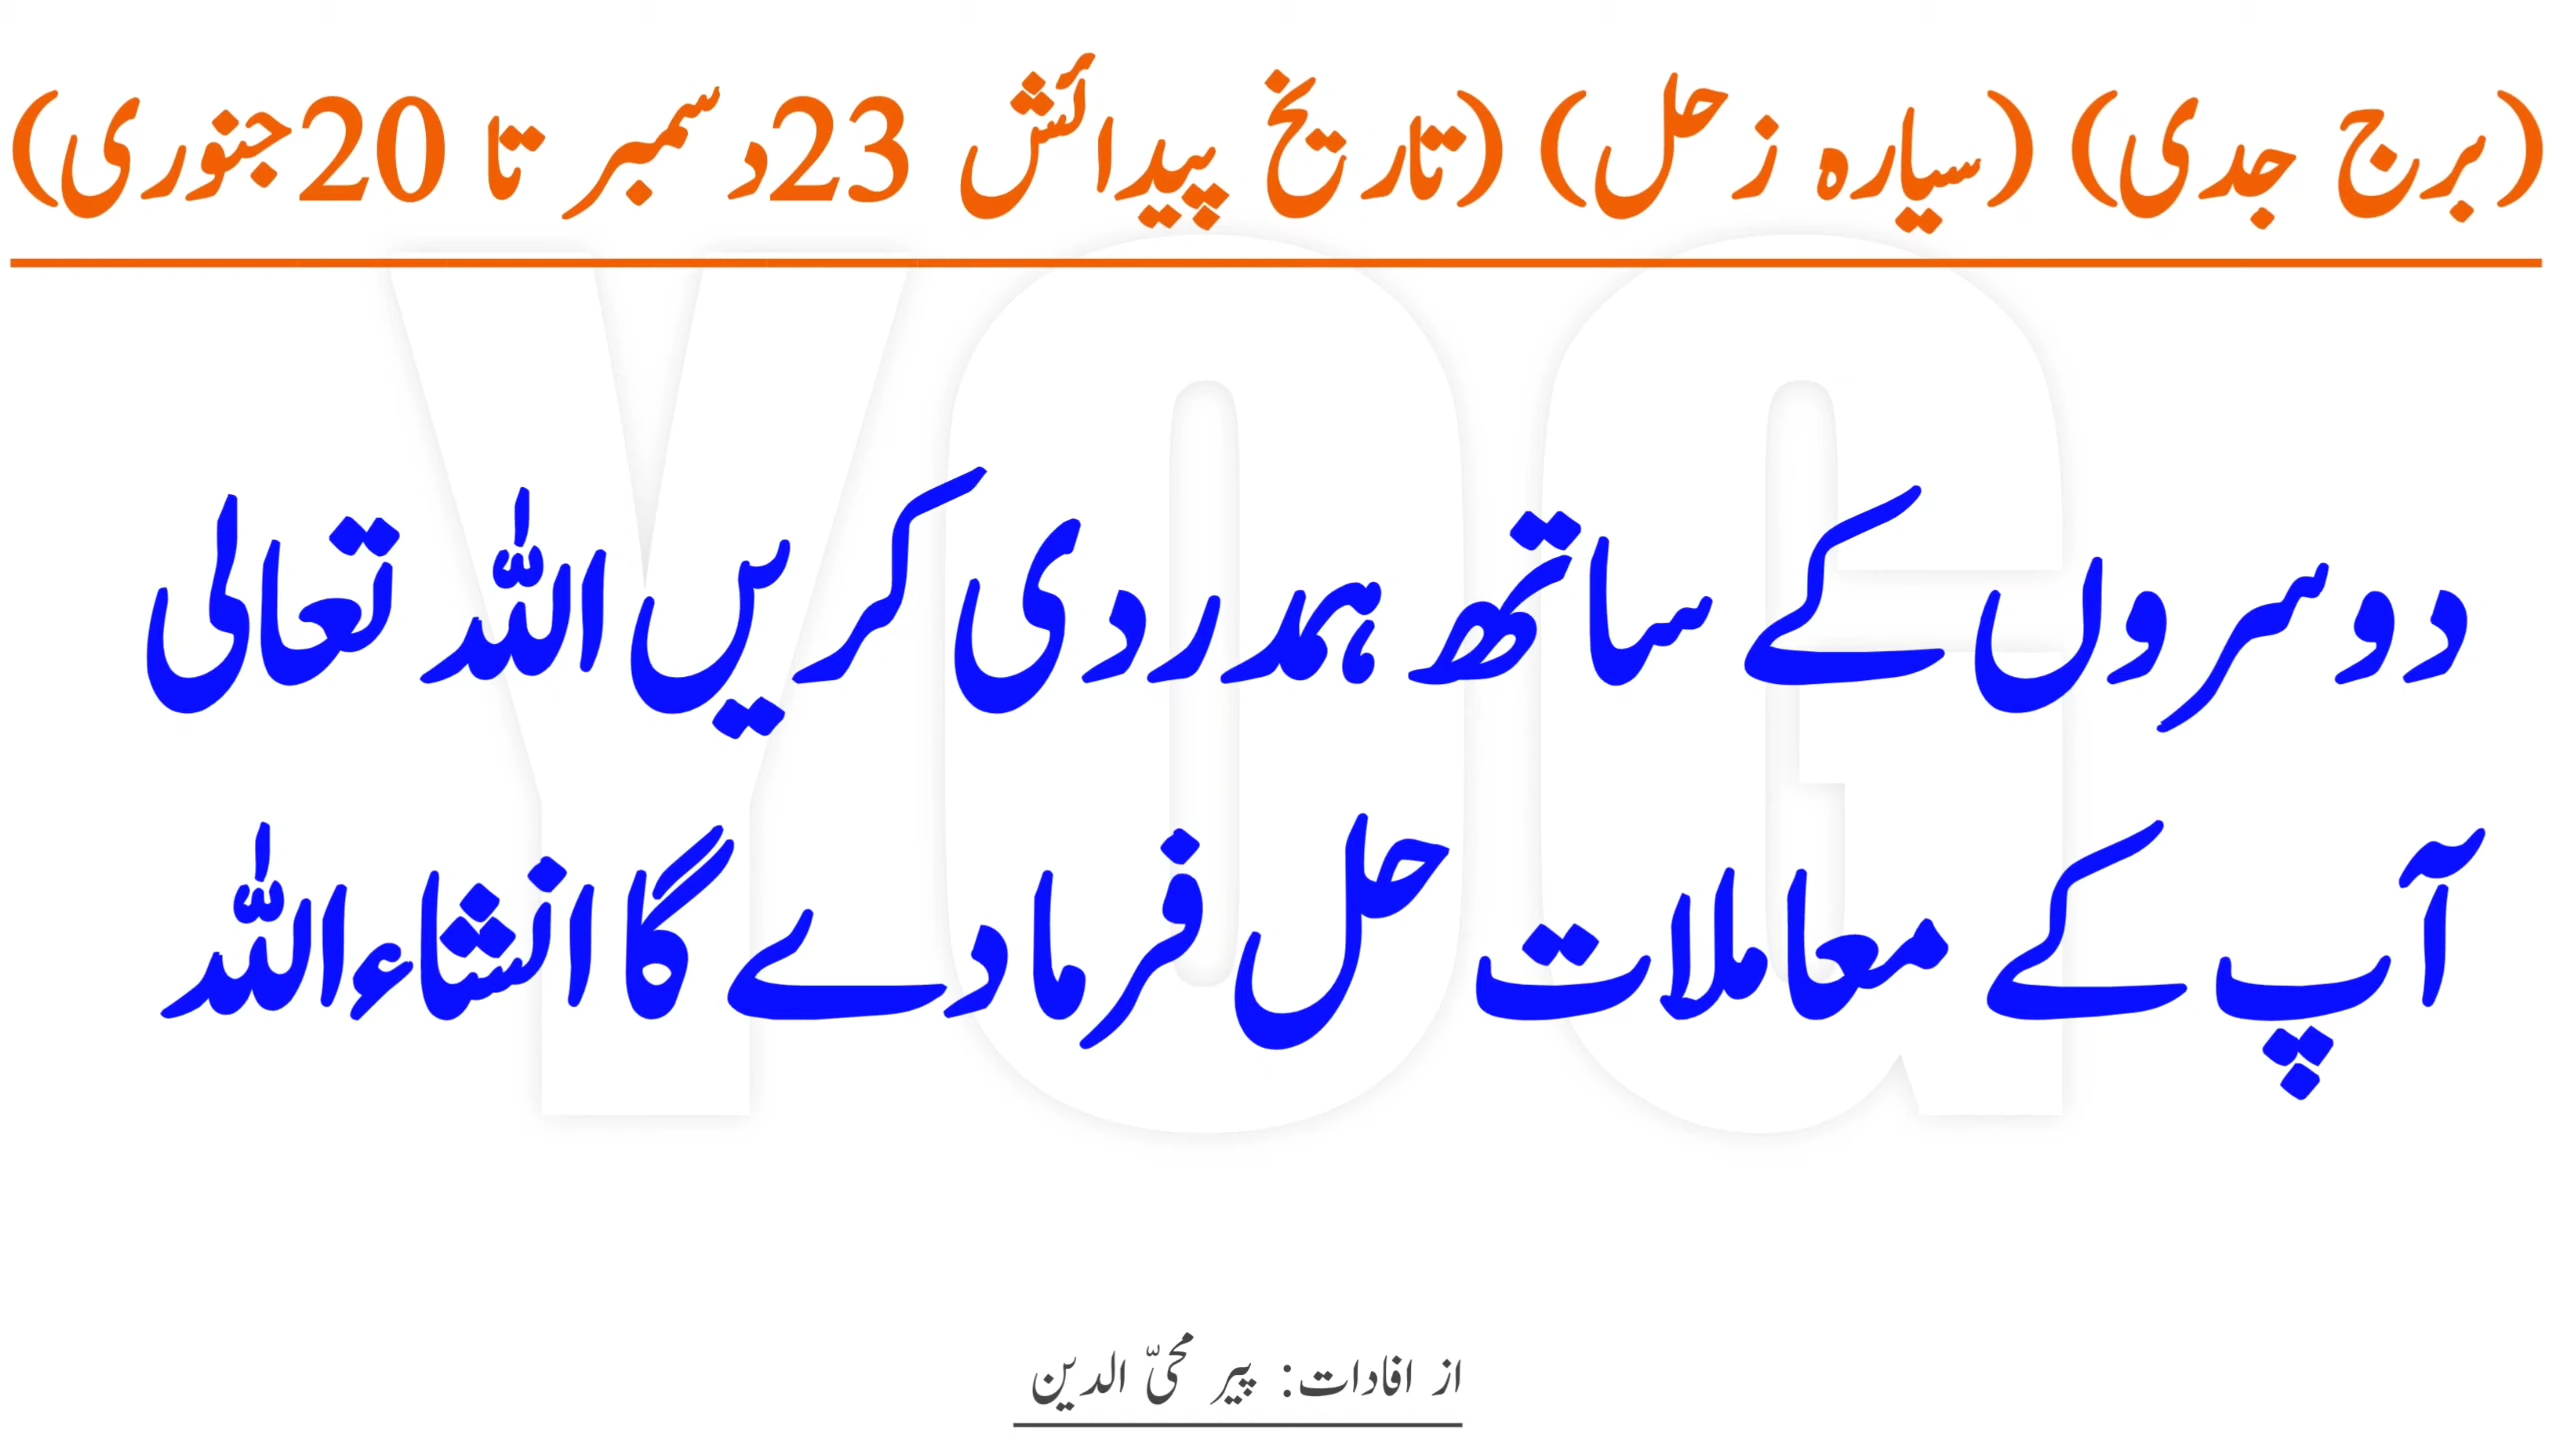 (برج جدی) (سیارہ زحل) (تاریخ پیدائش 23دسمبر تا 20جنوری)
YOG
دوسروں کے ساتھ ہمدردی کریں اللہ تعالی
آپ کے معاملات حل فرمادے گا انشاءاللہ
از افادات: پیر محیّ الدین